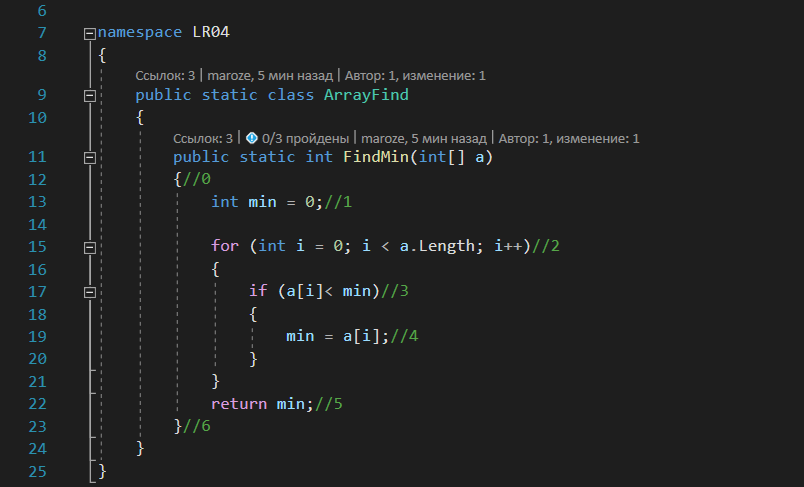 6
7 namespace LR04
8 {
Ссылок: 3 | maroze, 5 мин назад | Автор: 1, изменение: 1
9 public static class ArrayFind
10 {
Ссылок: 3 | 0/3 пройдены | maroze, 5 мин назад | Автор: 1, изменение: 1
11 public static int FindMin(int[] a)
12 {//0
13 int min = 0;//1
14
15 for (int i = 0; i < a.Length; i++)//2
16 {
17 if (a[i]< min)//3
18 {
19 min = a[i];//4
20 }
21 }
22 return min;//5
23 }//6
24 }
25 }